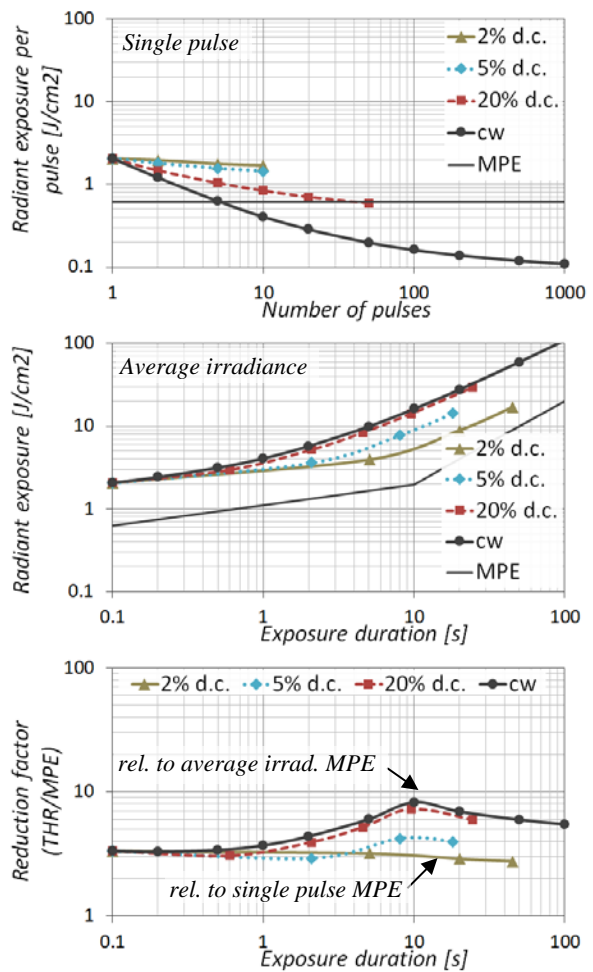 Single pulse
2% d.c.
5% d.c.
20% d.c.
cw
MPE
Radiant exposure per
pulse [J/cm2]
100
10
1
0.1
1
10
100
1000
Number of pulses
Average irradiance
Radiant exposure [J/cm2]
100
10
1
0.1
2% d.c.
5% d.c.
20% d.c.
cw
MPE
0.1
1
10
100
Exposure duration [s]
2% d.c. 5% d.c. 20% d.c. cw
Reduction factor
(THR/MPE)
100
10
1
rel. to average irrad. MPE
rel. to single pulse MPE
0.1
1
10
100
Exposure duration [s]